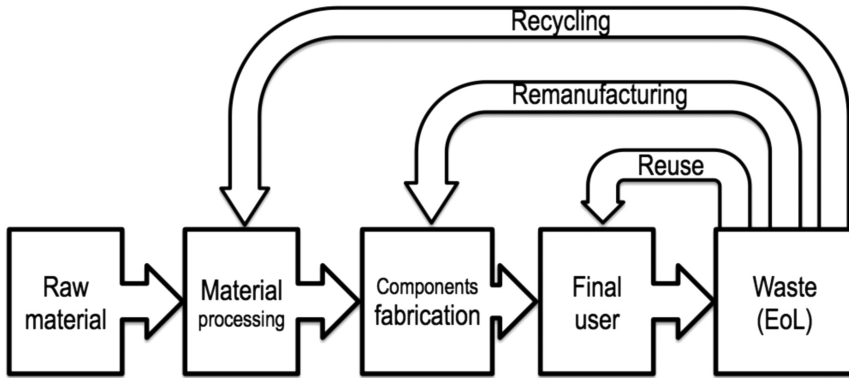 Recycling
Remanufacturing
Reuse
Raw
material
Material
processing
Components
fabrication
Final
user
Waste
(EoL)